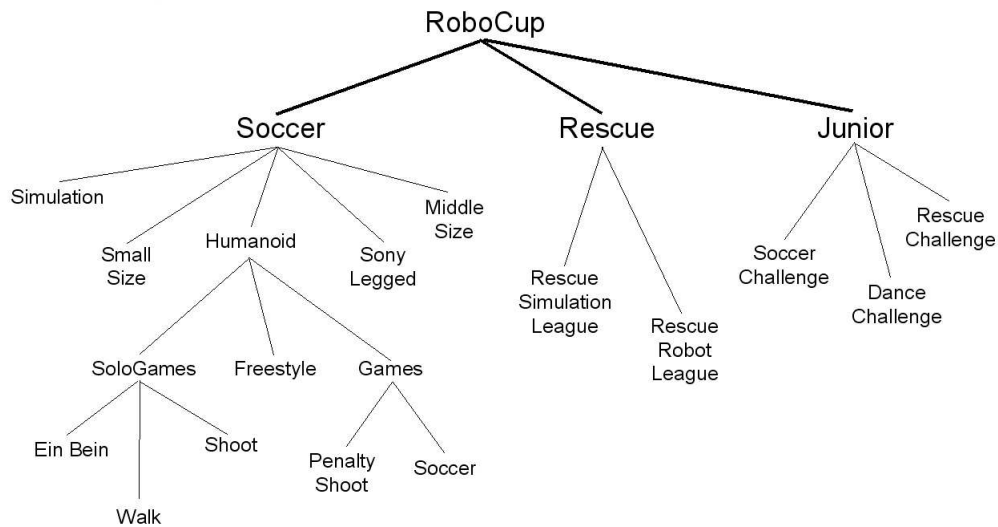 RoboCup
Soccer
Rescue
Junior
Simulation
Small
Size
Humanoid
Sony
Legged
Middle
Size
Rescue
Simulation
League
Rescue
Robot
League
Soccer
Challenge
Dance
Challenge
Rescue
Challenge
SoloGames
Freestyle
Games
Ein Bein
Walk
Shoot
Penalty
Shoot
Soccer